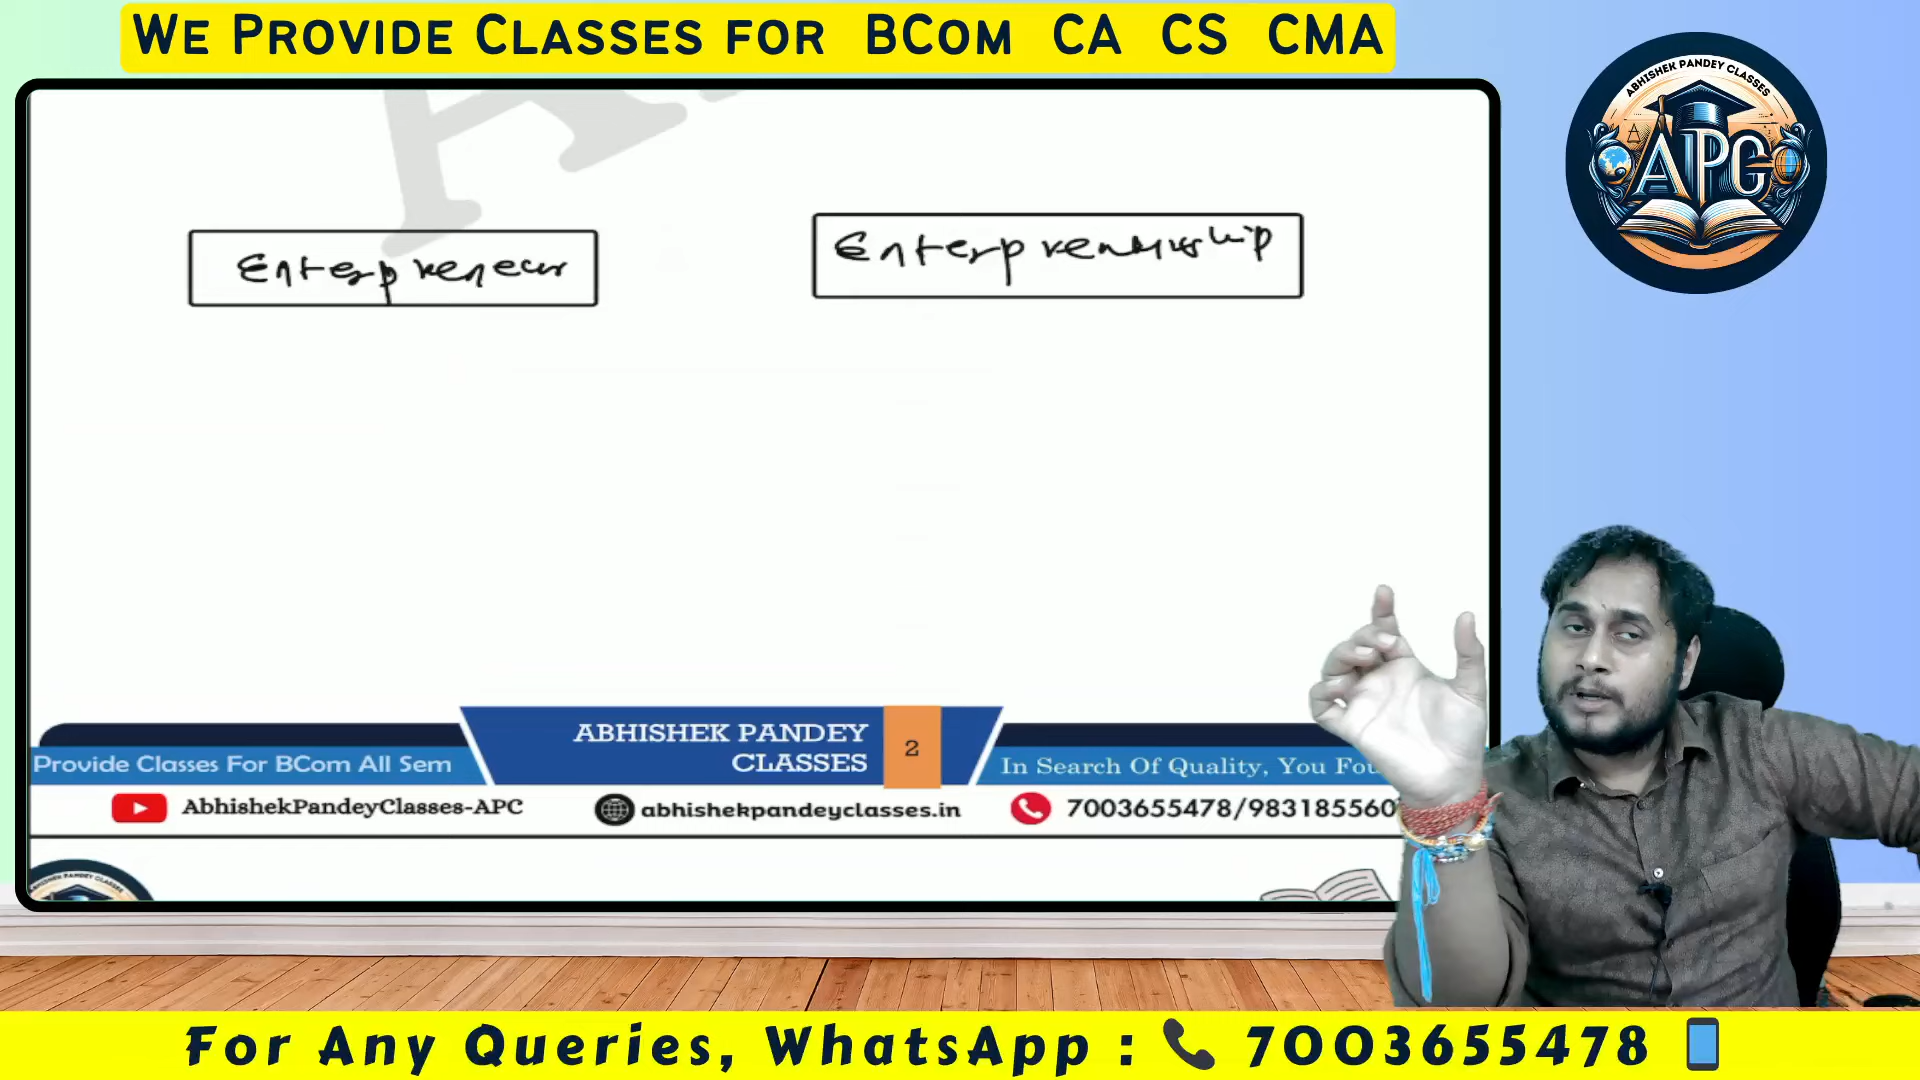 We Provide Classes for BCom CA CS CMA
ABHISHEK PANDEY CLASSES
APC
Enterpreneur Enterpreneurship
ABHISHEK PANDEY
CLASSES
2
Provide Classes For BCom All Sem
In Search Of Quality, You Fou
AbhishekPandeyClasses-APC abhishekpandeyclasses.in 7003655478/983185560
For Any Queries, WhatsApp : 7003655478